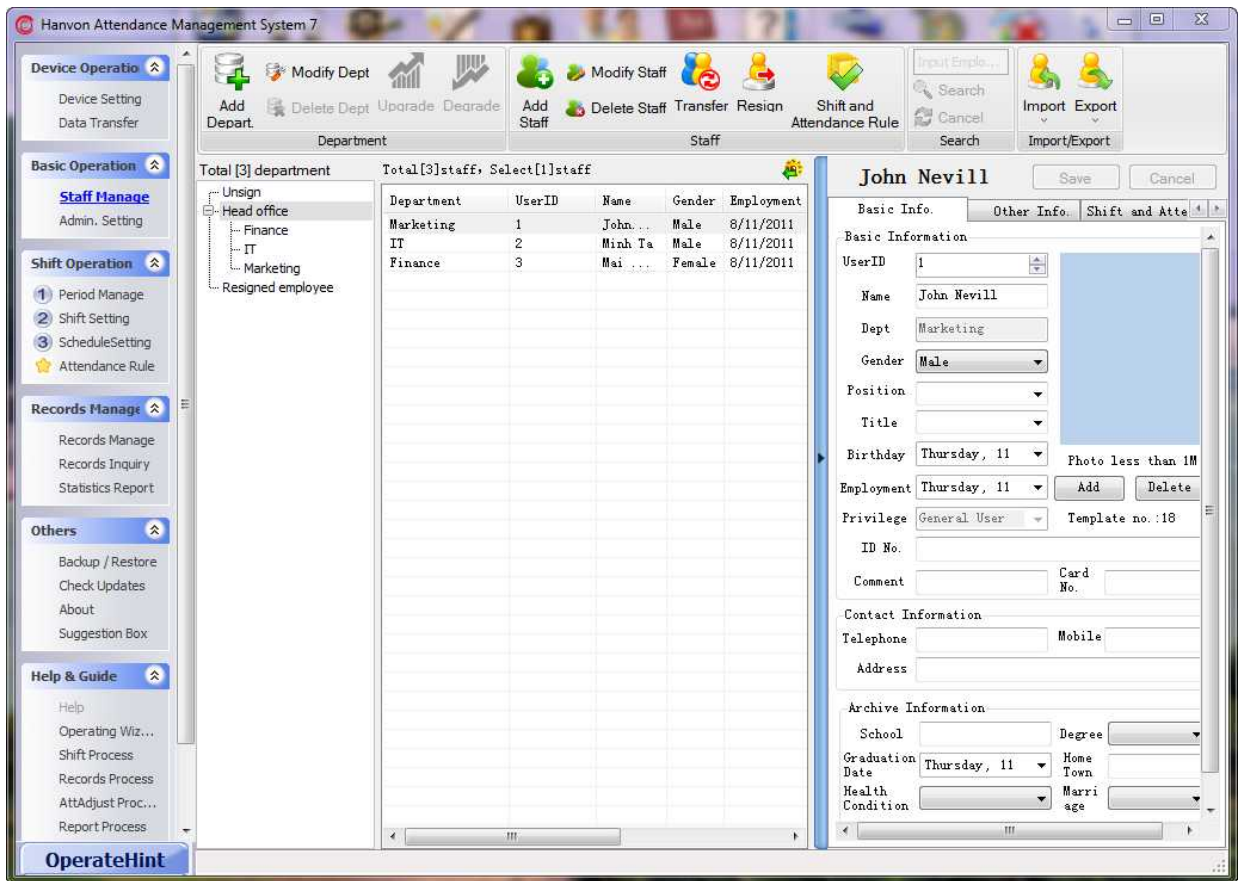 Hanvon Attendance Management System 7
Device Operatio
Device Setting
Data Transfer
Basic Operation
Staff Manage
Admin. Setting
Shift Operation
1 Period Manage
2 Shift Setting
3 ScheduleSetting
Attendance Rule
Records Manage
Records Manage
Records Inquiry
Statistics Report
Others
Backup / Restore
Check Updates
About
Suggestion Box
Help & Guide
Help
Operating Wiz...
Shift Process
Records Process
AttAdjust Proc...
Report Process
OperateHint
Add Depart.
Modify Dept
Delete Dept
Upgrade
Degrade
Department
Add Staff
Modify Staff
Delete Staff
Transfer
Resign
Shift and Attendance Rule
Staff
Input Emplo...
Search
Cancel
Search
Import
Export
Import/Export
Total [3] department
Unsign
Head office
Finance
IT
Marketing
Resigned employee
Total[3]staff, Select[1]staff
Department UserID Name Gender Employment
Marketing 1 John... Male 8/11/2011
IT 2 Minh Ta Male 8/11/2011
Finance 3 Mai ... Female 8/11/2011
John Nevill
Save
Cancel
Basic Info.
Other Info.
Shift and Atte
Basic Information
UserID 1
Name John Nevill
Dept Marketing
Gender Male
Position
Title
Birthday Thursday, 11
Photo less than 1M
Employment Thursday, 11
Add
Delete
Privilege General User
Template no.:18
ID No.
Comment
Card No.
Contact Information
Telephone
Mobile
Address
Archive Information
School
Degree
Graduation Date Thursday, 11
Home Town
Health Condition
Marri age